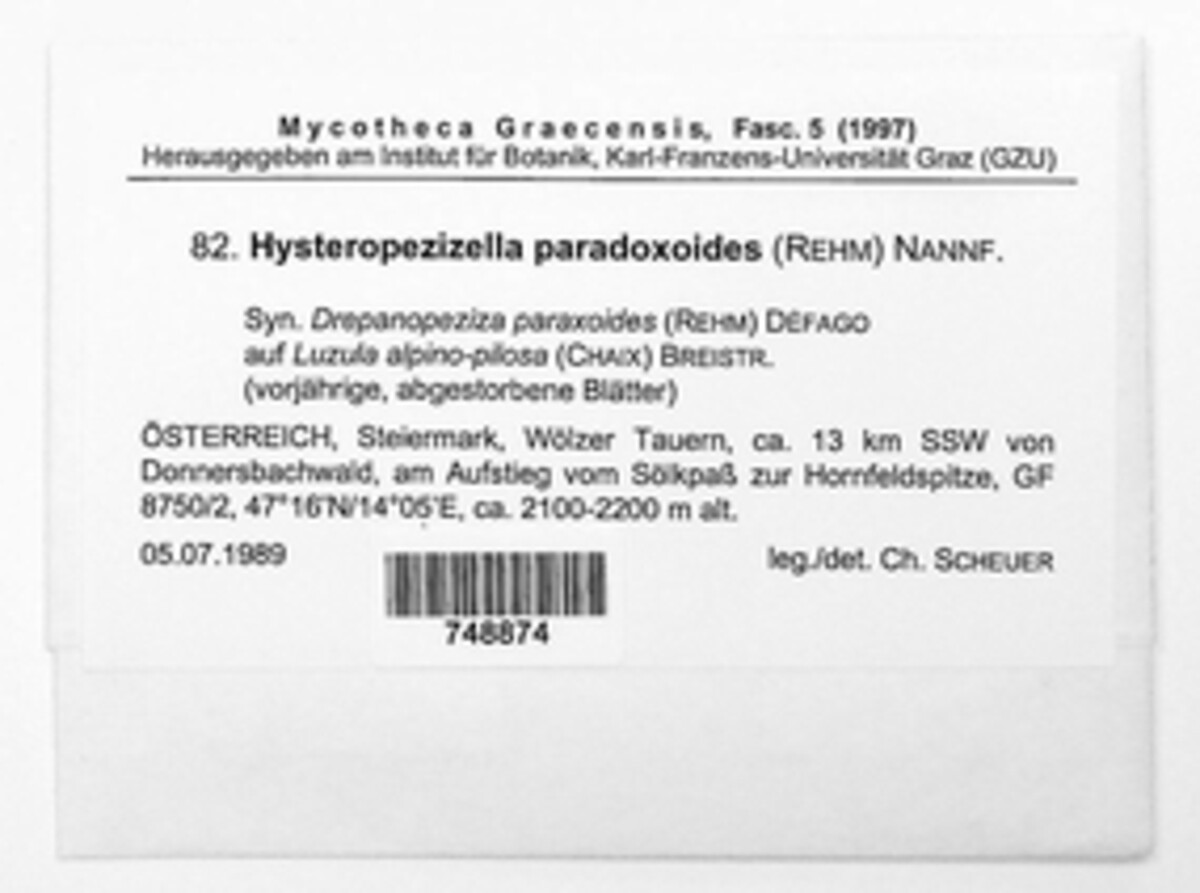 Mycotheca Graecensis, Fasc. 5 (1997)
Herausgegeben am Institut für Botanik, Karl-Franzens-Universität Graz (GZU)
82. Hysteropezizella paradoxoides (REHM) NANNF.
Syn. Drepanopeziza paraxoides (REHM) DEFAGO
auf Luzula alpino-pilosa (CHAIX) BREISTR.
(vorjährige, abgestorbene Blätter)
ÖSTERREICH, Steiermark, Wölzer Tauern, ca. 13 km SSW von
Donnersbachwald, am Aufstieg vom Sölkpaß zur Hornfeldspitze, GF
8750/2, 47°16'N/14°05'E, ca. 2100-2200 m alt.
05.07.1989 leg./det. Ch. SCHEUER
748874